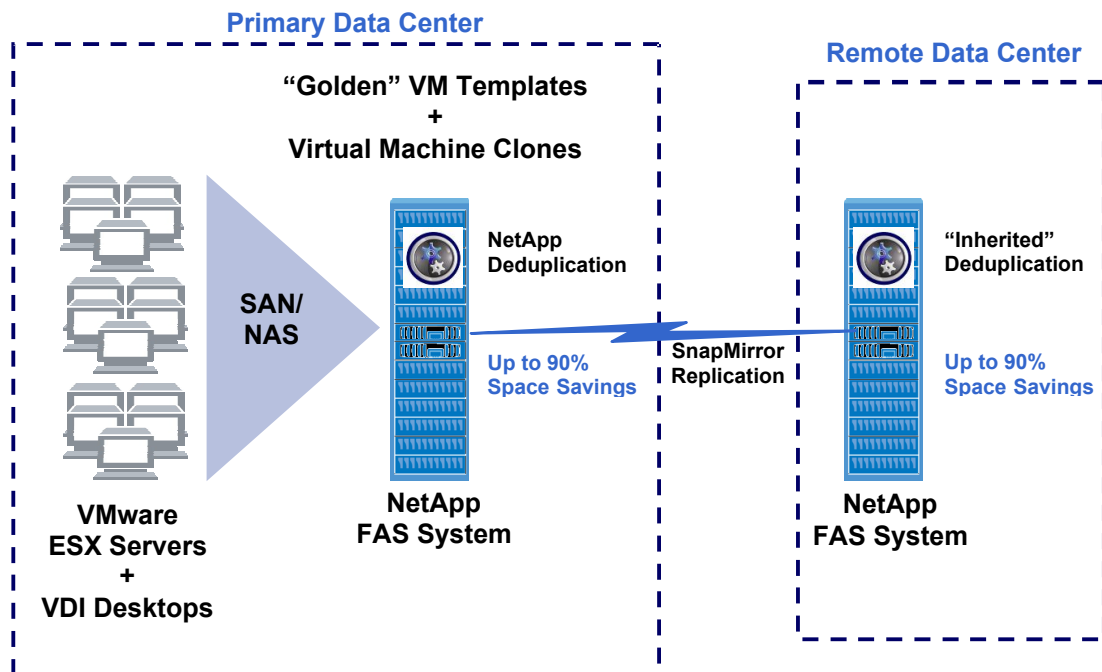 Primary Data Center
Remote Data Center
“Golden” VM Templates
+
Virtual Machine Clones
SAN/
NAS
NetApp
Deduplication
“Inherited”
Deduplication
Up to 90%
Space Savings
SnapMirror
Replication
Up to 90%
Space Savings
VMware
ESX Servers
+
VDI Desktops
NetApp
FAS System
NetApp
FAS System